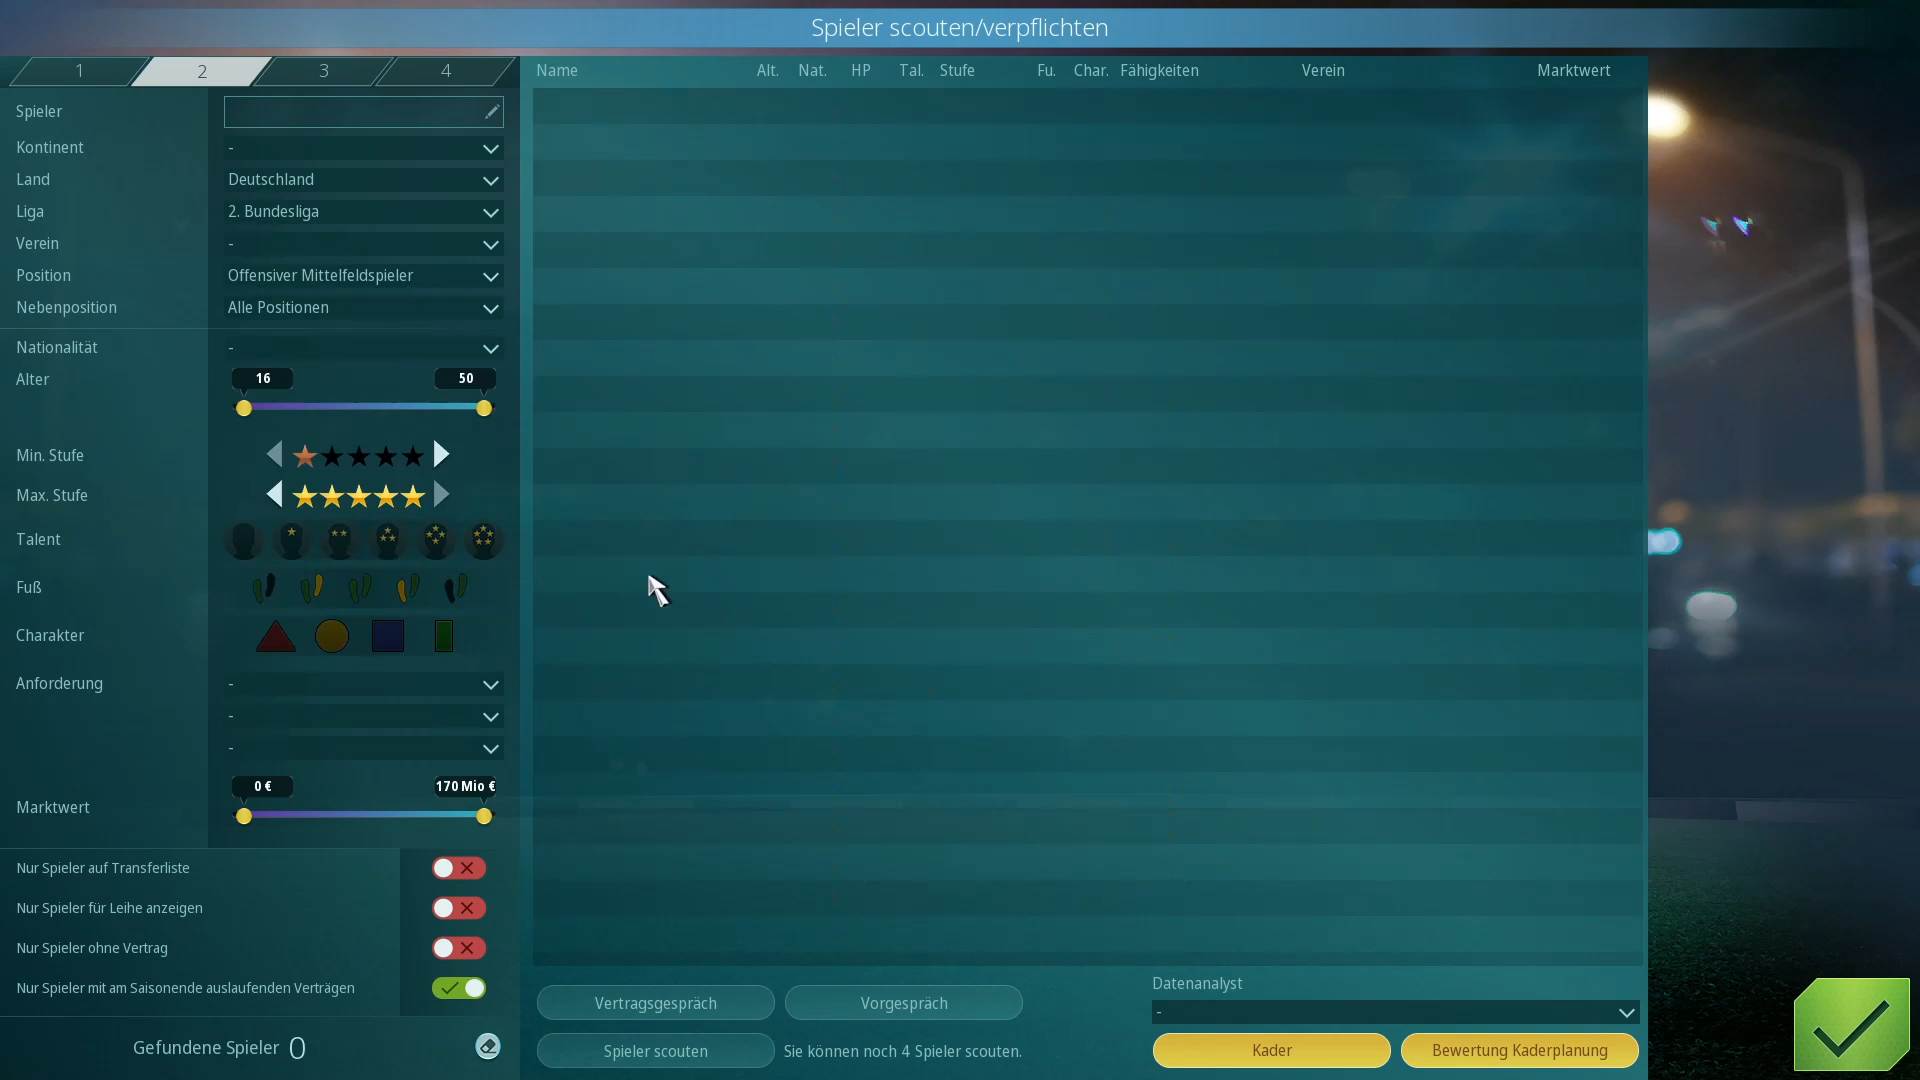 Spieler scouten/verpflichten
1 2 3 4
Name Alt. Nat. HP Tal. Stufe Fu. Char. Fähigkeiten Verein Marktwert
Spieler
Kontinent -
Land Deutschland
Liga 2. Bundesliga
Verein -
Position Offensiver Mittelfeldspieler
Nebenposition Alle Positionen
Nationalität -
Alter 16 50
Min. Stufe
Max. Stufe
Talent
Fuß
Charakter
Anforderung -
-
-
0 € 170 Mio €
Marktwert
Nur Spieler auf Transferliste
Nur Spieler für Leihe anzeigen
Nur Spieler ohne Vertrag
Nur Spieler mit am Saisonende auslaufenden Verträgen
Gefundene Spieler 0
Vertragsgespräch Vorgespräch
Spieler scouten Sie können noch 4 Spieler scouten.
Datenanalyst
-
Kader Bewertung Kaderplanung